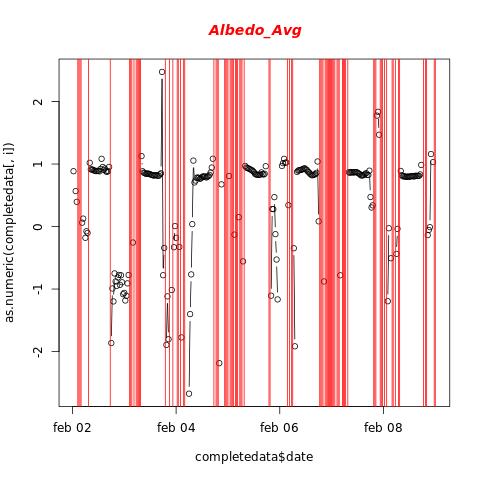 Albedo_Avg
as.numeric(completedata[, i])
2
1
0
-1
-2
feb 02
feb 04
feb 06
feb 08
completedata$date